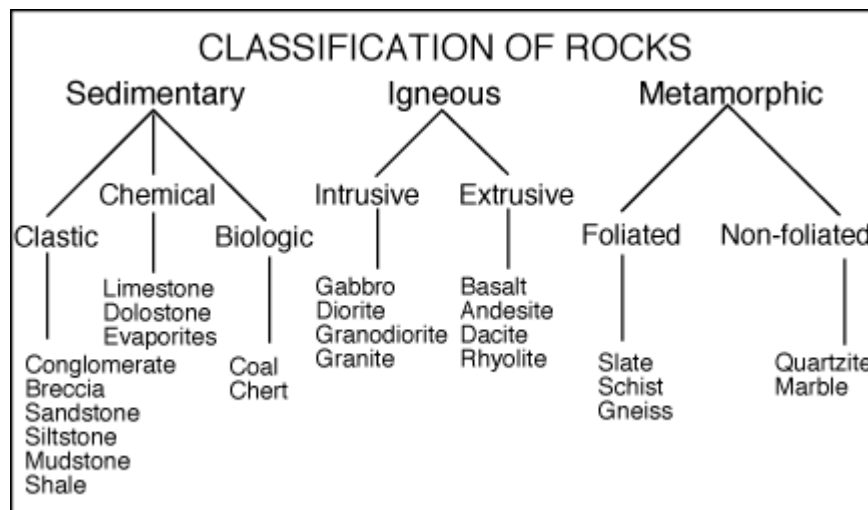 CLASSIFICATION OF ROCKS
Sedimentary
Igneous
Metamorphic
Chemical
Intrusive
Extrusive
Clastic
Biologic
Foliated
Non-foliated
Limestone
Dolostone
Evaporites
Gabbro
Diorite
Granodiorite
Granite
Basalt
Andesite
Dacite
Rhyolite
Conglomerate
Breccia
Sandstone
Siltstone
Mudstone
Shale
Coal
Chert
Slate
Schist
Gneiss
Quartzite
Marble